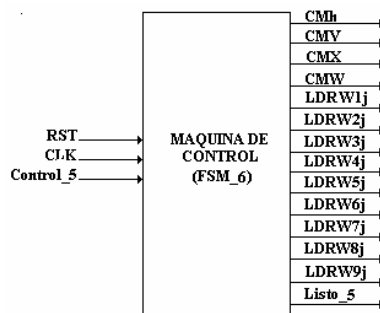 RST
CLK
Control_5
MAQUINA DE
CONTROL
(FSM_6)
CMh
CMV
CMX
CMW
LDRW1j
LDRW2j
LDRW3j
LDRW4j
LDRW5j
LDRW6j
LDRW7j
LDRW8j
LDRW9j
Listo_5